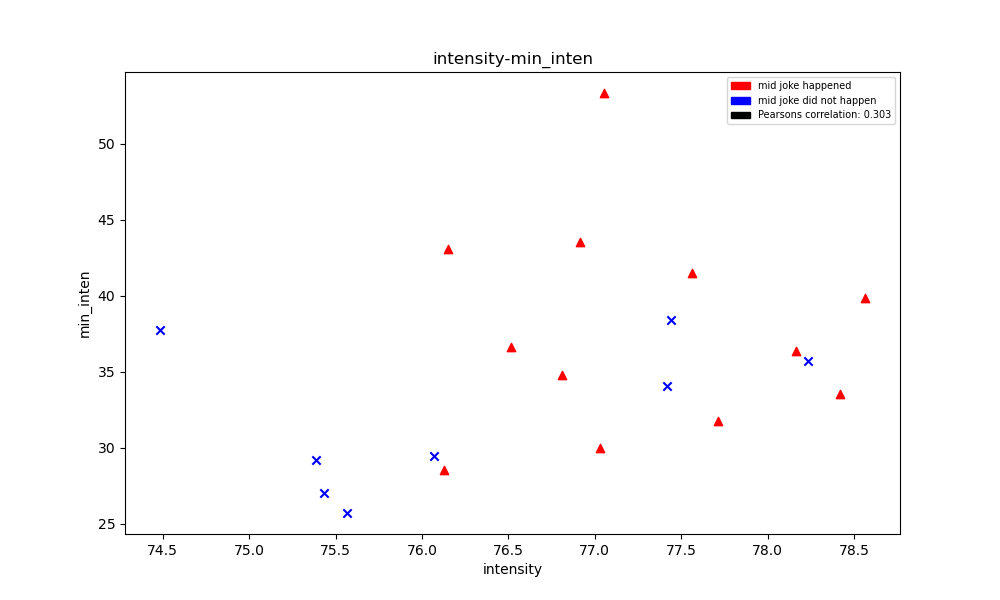 intensity-min_inten
mid joke happened
mid joke did not happen
Pearsons correlation: 0.303
50
45
40
35
30
25
min_inten
74.5 75.0 75.5 76.0 76.5 77.0 77.5 78.0 78.5
intensity